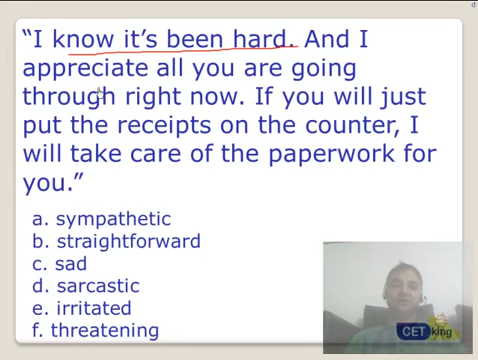 “I know it’s been hard. And I
appreciate all you are going
through right now. If you will just
put the receipts on the counter, I
will take care of the paperwork for
you.”
a. sympathetic
b. straightforward
c. sad
d. sarcastic
e. irritated
f. threatening
CET king
d